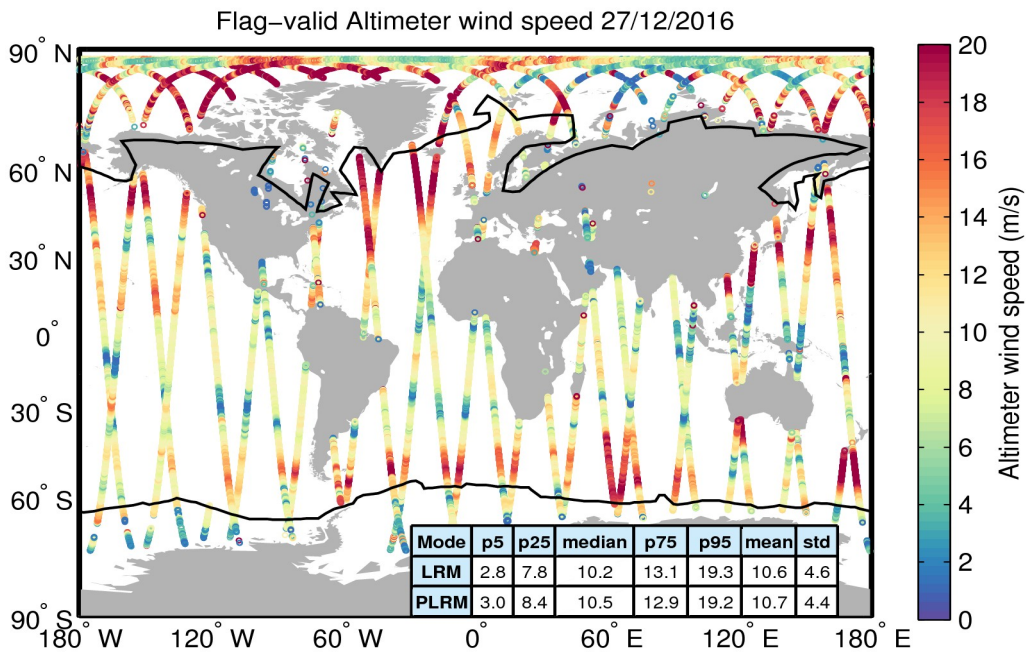 Flag−valid Altimeter wind speed 27/12/2016
90° N
60° N
30° N
0°
30° S
60° S
90° S
180° W
120° W
60° W
0°
60° E
120° E
180° E
Mode p5 p25 median p75 p95 mean std
LRM 2.8 7.8 10.2 13.1 19.3 10.6 4.6
PLRM 3.0 8.4 10.5 12.9 19.2 10.7 4.4
20
18
16
14
12
10
8
6
4
2
0
Altimeter wind speed (m/s)